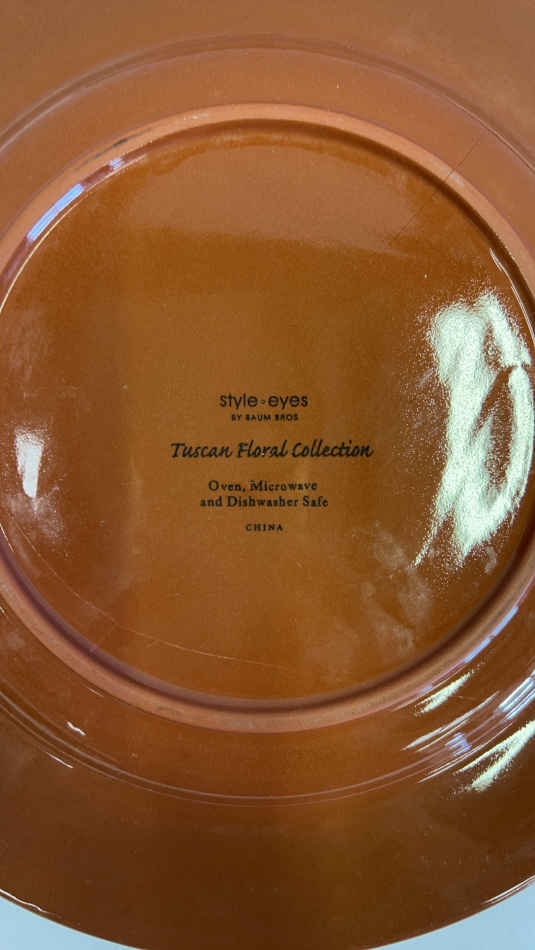 style•eyes
BY BAUM BROS
Tuscan Floral Collection
Oven, Microwave
and Dishwasher Safe
CHINA